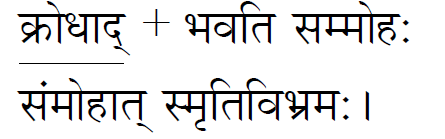 क्रोधाद् + भवति सम्मोहः
संमोहात् स्मृतिविभ्रमः।